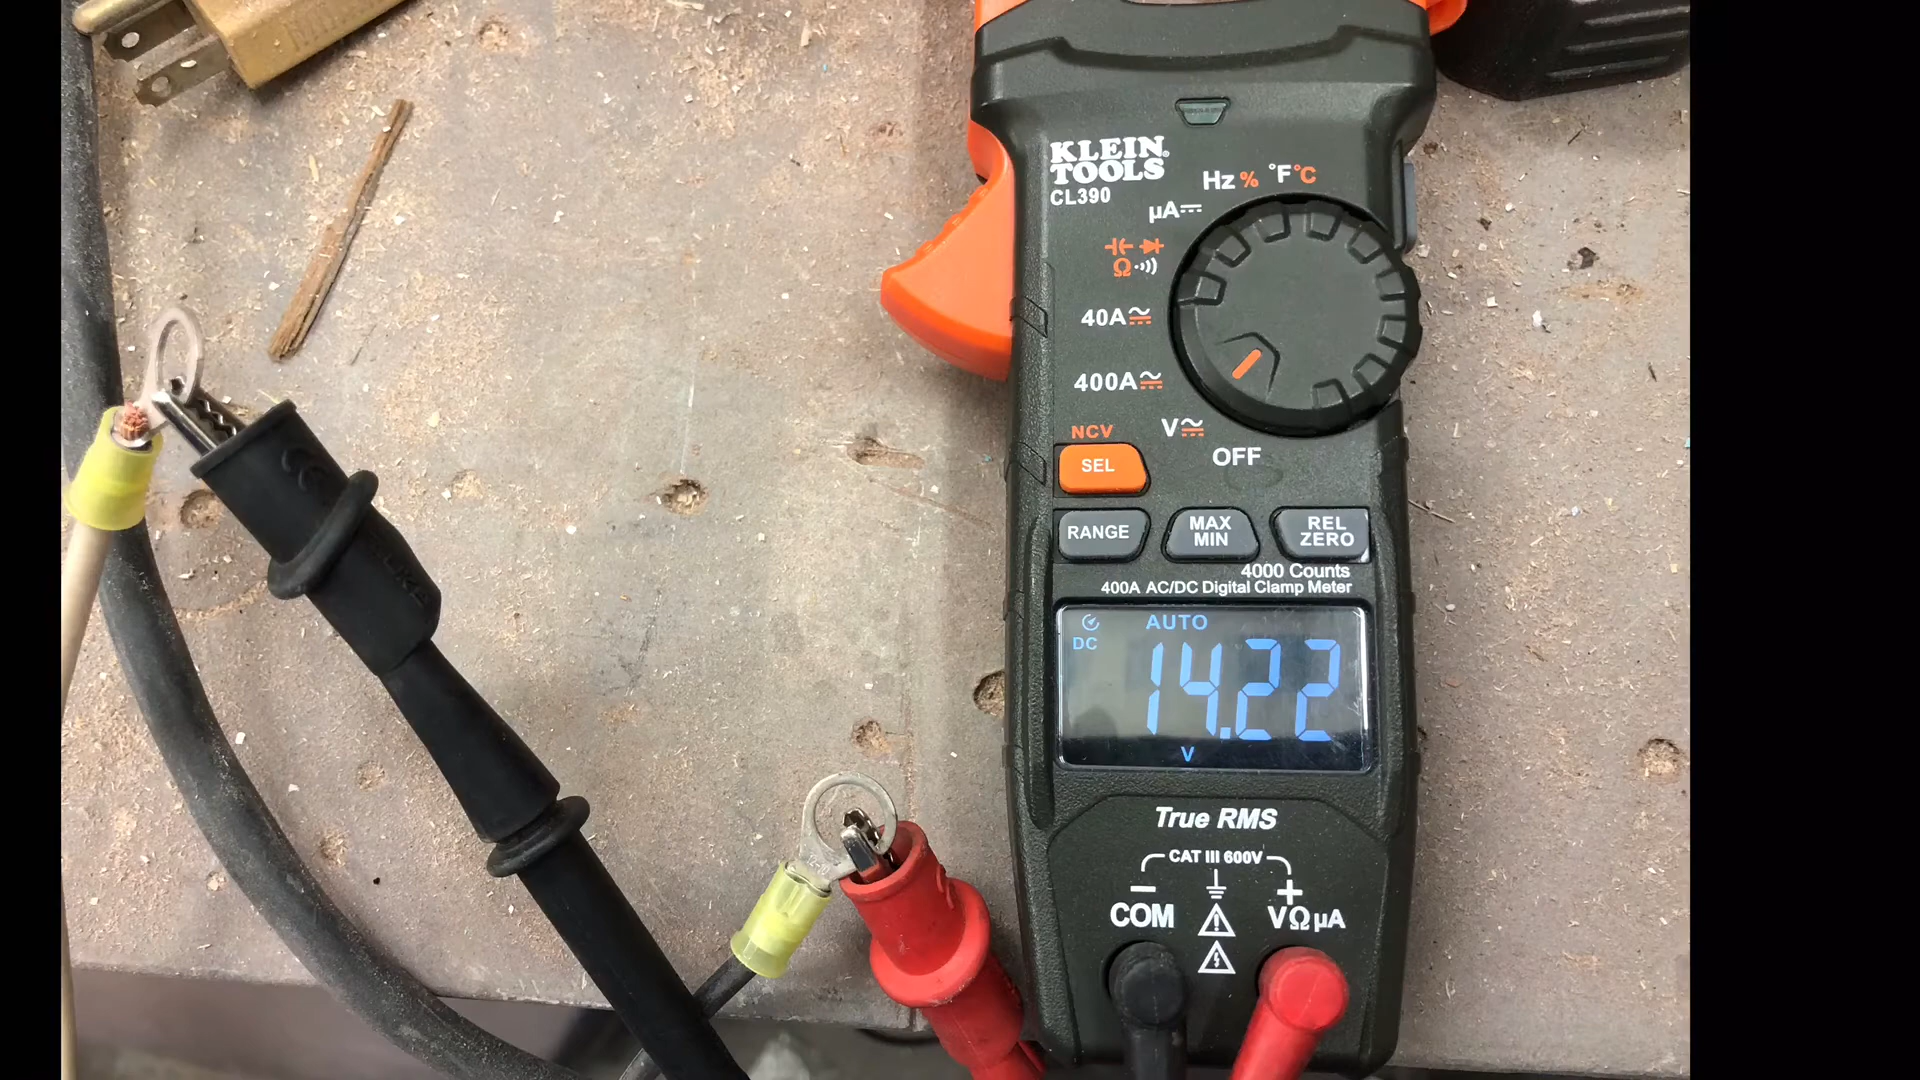 KLEIN
TOOLS
CL390
Hz % °F°C
µA
Ω
40A
400A
V
OFF
NCV
SEL
RANGE
MAX
MIN
REL
ZERO
4000 Counts
400A AC/DC Digital Clamp Meter
AUTO
DC
14.22
V
True RMS
CAT III 600V
− +
COM
VΩµA